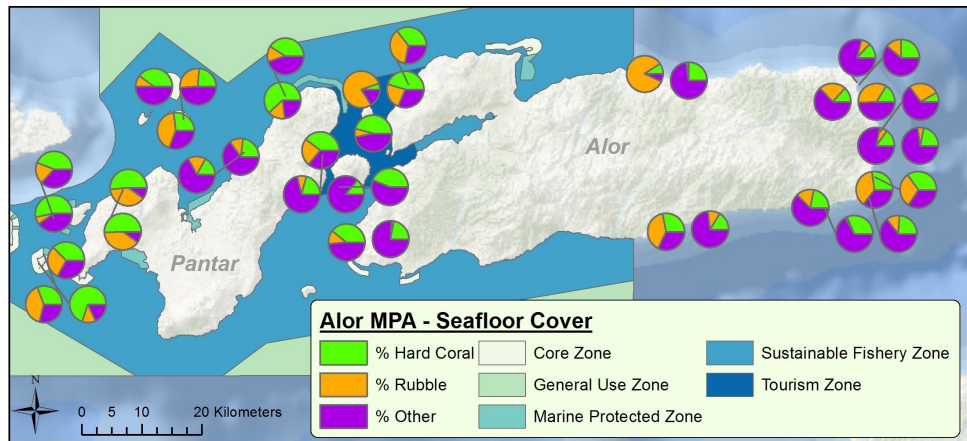 Alor
Pantar
Alor MPA - Seafloor Cover
% Hard Coral
Core Zone
Sustainable Fishery Zone
% Rubble
General Use Zone
Tourism Zone
% Other
Marine Protected Zone
N
0 5 10 20 Kilometers